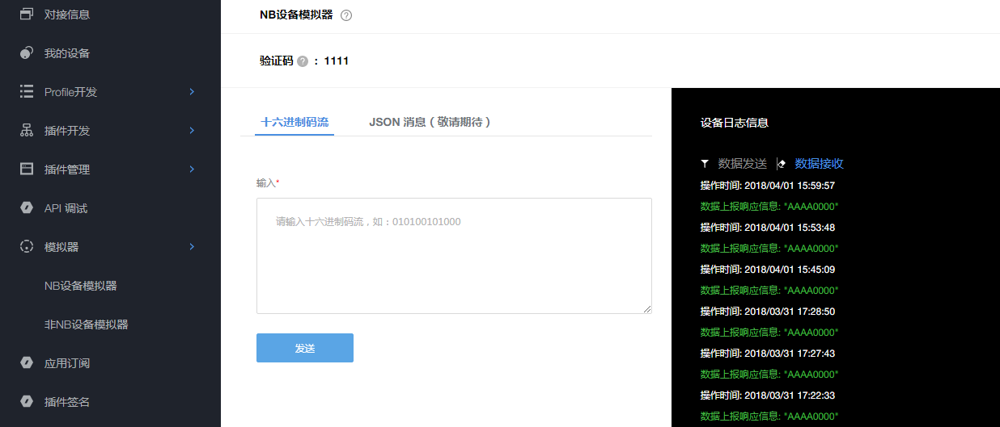 对接信息
我的设备
Profile开发
插件开发
插件管理
API 调试
模拟器
NB设备模拟器
非NB设备模拟器
应用订阅
插件签名
NB设备模拟器 ?
验证码 ? : 1111
十六进制码流 JSON 消息（敬请期待）
输入*
请输入十六进制码流，如：010100101000
发送
设备日志信息
数据发送 数据接收
操作时间: 2018/04/01 15:59:57
数据上报响应信息: "AAAA0000"
操作时间: 2018/04/01 15:53:48
数据上报响应信息: "AAAA0000"
操作时间: 2018/04/01 15:45:09
数据上报响应信息: "AAAA0000"
操作时间: 2018/03/31 17:28:50
数据上报响应信息: "AAAA0000"
操作时间: 2018/03/31 17:27:43
数据上报响应信息: "AAAA0000"
操作时间: 2018/03/31 17:22:33
数据上报响应信息: "AAAA0000"